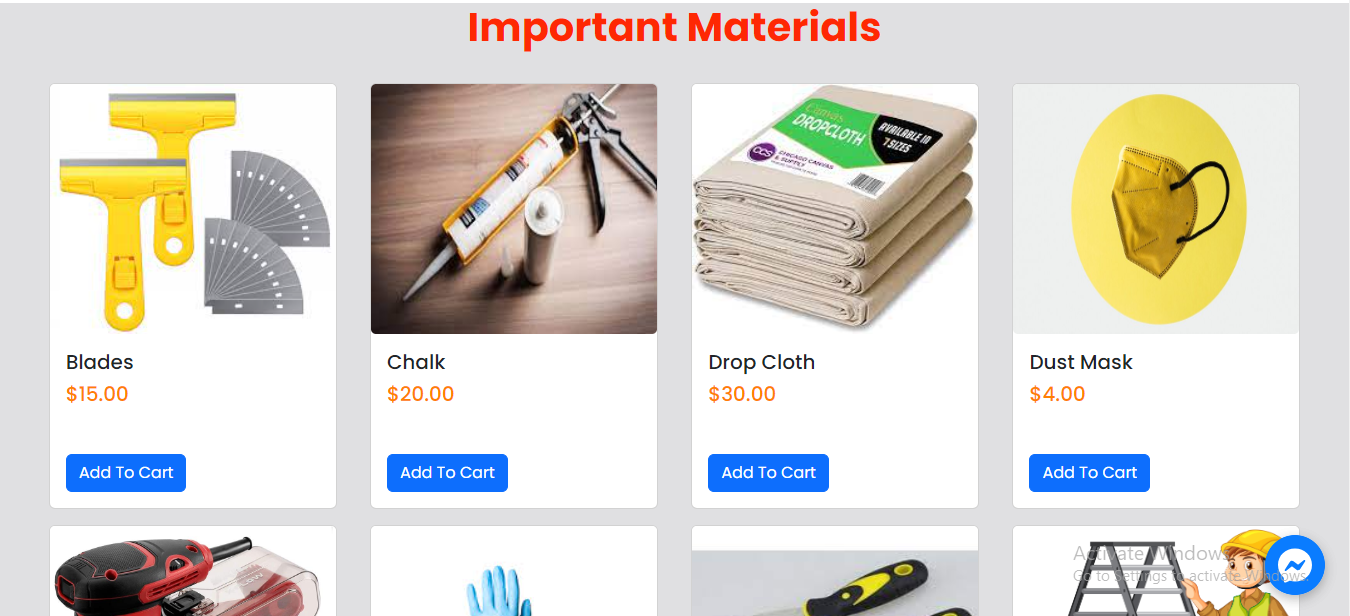 Important Materials
Canvas
DROPCLOTH
AVAILABLE IN
7 SIZES
CCS
CHICAGO CANVAS
& SUPPLY
Blades
$15.00
Add To Cart
Chalk
$20.00
Add To Cart
Drop Cloth
$30.00
Add To Cart
Dust Mask
$4.00
Add To Cart
Activate Windows
Go to Settings to activate Windows.